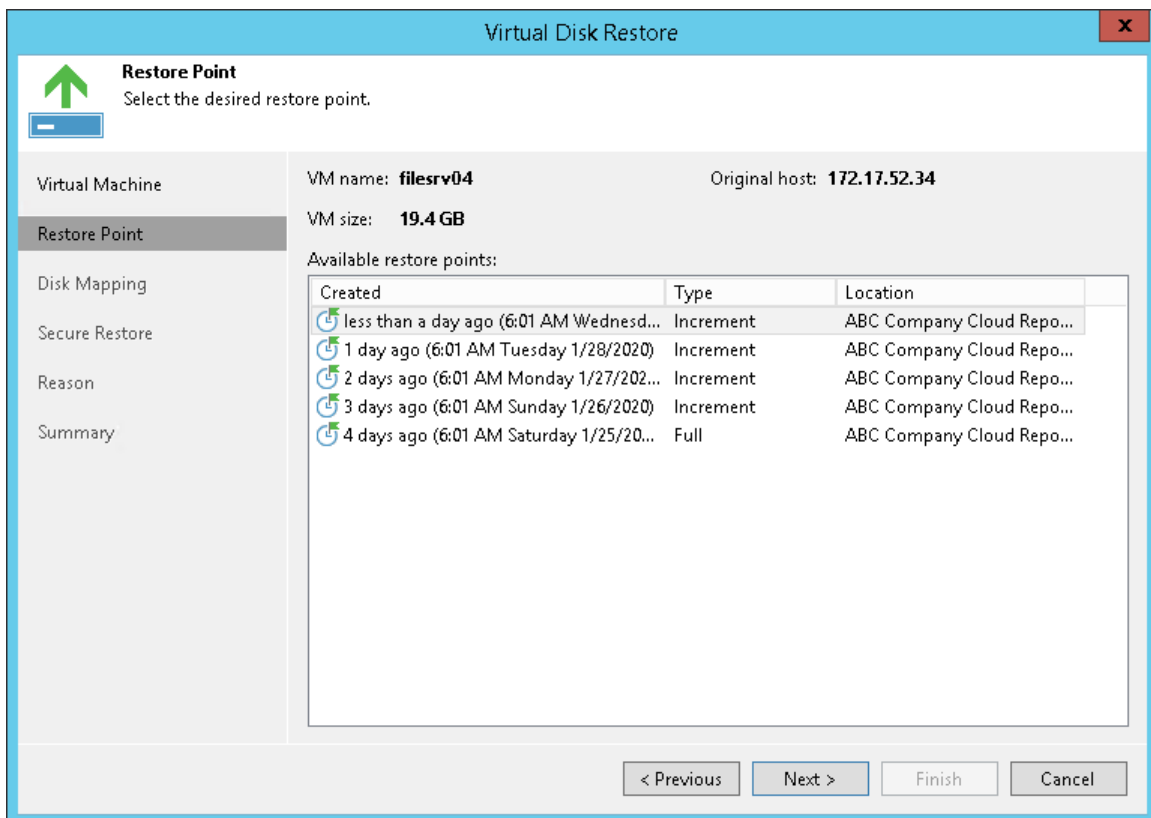 Virtual Disk Restore
x
Restore Point
Select the desired restore point.
Virtual Machine
Restore Point
Disk Mapping
Secure Restore
Reason
Summary
VM name: filesrv04 Original host: 172.17.52.34
VM size: 19.4 GB
Available restore points:
Created Type Location
less than a day ago (6:01 AM Wednesd... Increment ABC Company Cloud Repo...
1 day ago (6:01 AM Tuesday 1/28/2020) Increment ABC Company Cloud Repo...
2 days ago (6:01 AM Monday 1/27/202... Increment ABC Company Cloud Repo...
3 days ago (6:01 AM Sunday 1/26/2020) Increment ABC Company Cloud Repo...
4 days ago (6:01 AM Saturday 1/25/20... Full ABC Company Cloud Repo...
< Previous Next > Finish Cancel